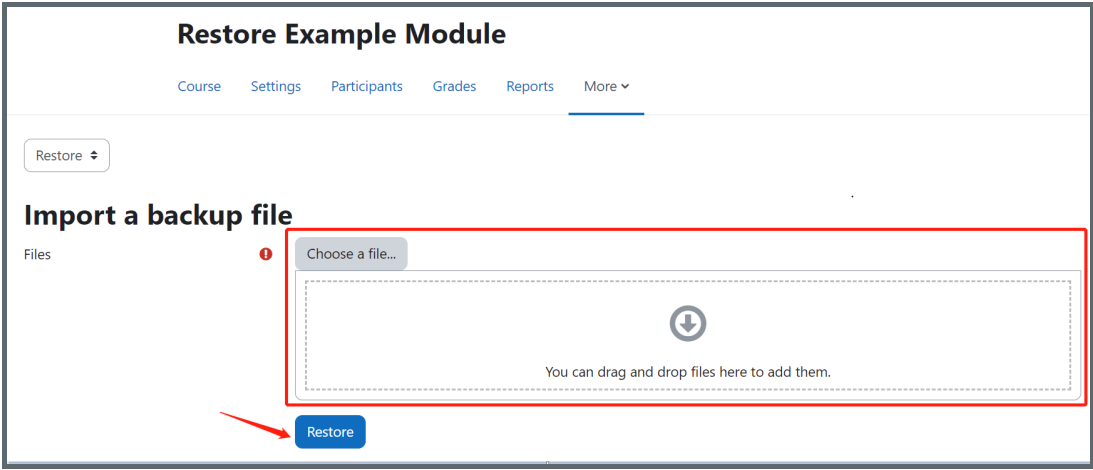 Restore Example Module
Course Settings Participants Grades Reports More
Restore
Import a backup file
Files
Choose a file...
You can drag and drop files here to add them.
Restore